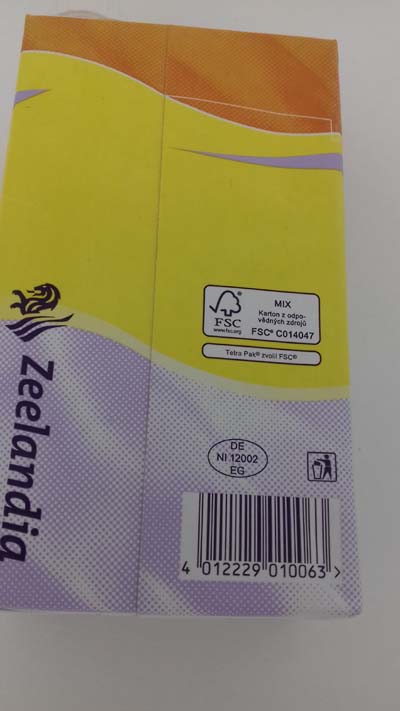 MIX
Karton z odpo-
vědných zdrojů
FSC® C014047
FSC
www.fsc.org
Tetra Pak® zvolil FSC®
Zeelandia
DE
NI 12002
EG
4 012229 010063 >